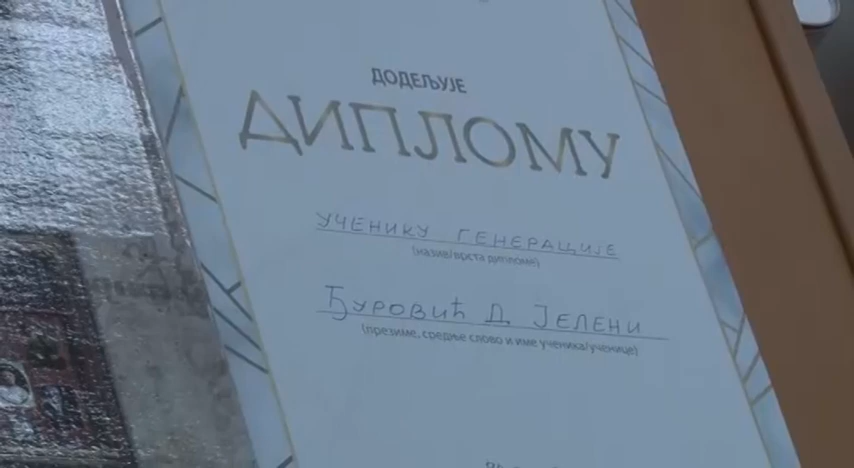 ДОДЕЉУЈЕ
ДИПЛОМУ
УЧЕНИКУ ГЕНЕРАЦИЈЕ
(назив/врста дипломе)
ЂУРОВИЋ Д ЈЕЛЕНИ
(презиме, средње слово и име ученика/ученице)